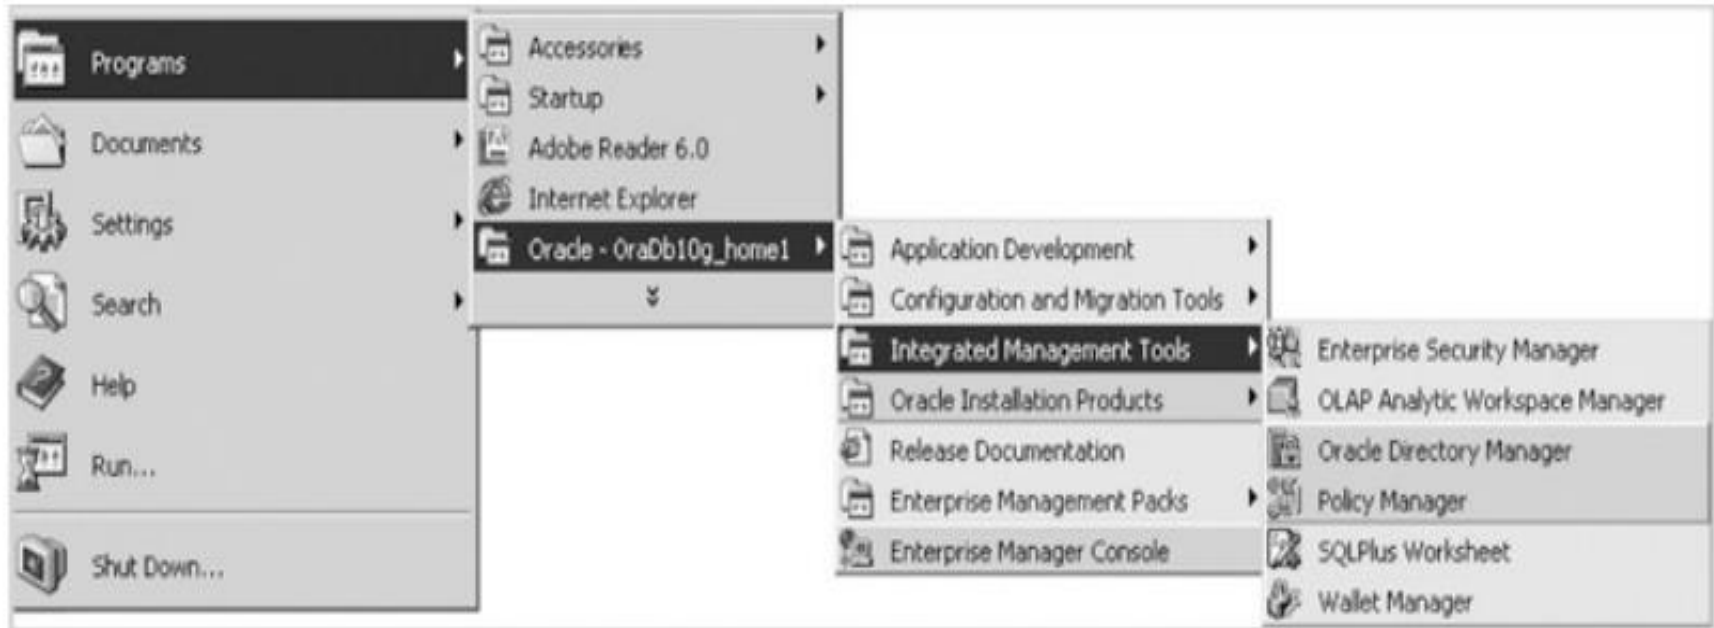 Programs
Documents
Settings
Search
Help
Run...
Shut Down...
Accessories
Startup
Adobe Reader 6.0
Internet Explorer
Oracle - OraDb10g_home1
Application Development
Configuration and Migration Tools
Integrated Management Tools
Oracle Installation Products
Release Documentation
Enterprise Management Packs
Enterprise Manager Console
Enterprise Security Manager
OLAP Analytic Workspace Manager
Oracle Directory Manager
Policy Manager
SQLPlus Worksheet
Wallet Manager